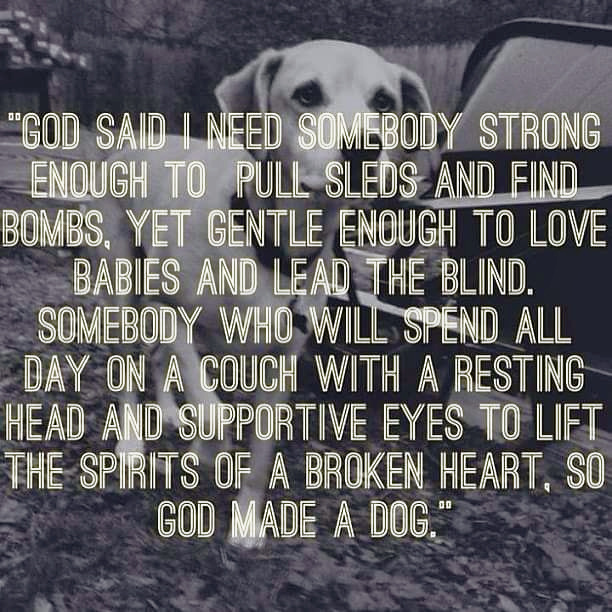 "GOD SAID I NEED SOMEBODY STRONG
ENOUGH TO PULL SLEDS AND FIND
BOMBS, YET GENTLE ENOUGH TO LOVE
BABIES AND LEAD THE BLIND.
SOMEBODY WHO WILL SPEND ALL
DAY ON A COUCH WITH A RESTING
HEAD AND SUPPORTIVE EYES TO LIFT
THE SPIRITS OF A BROKEN HEART, SO
GOD MADE A DOG."